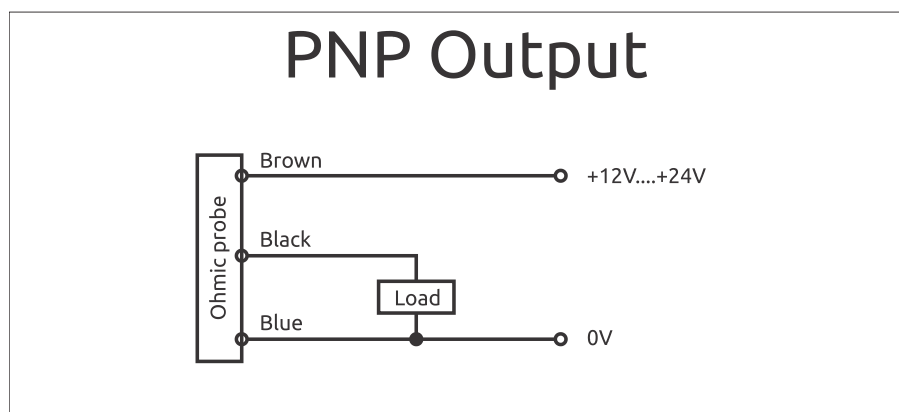 PNP Output
Brown
+12V....+24V
Ohmic probe
Black
Load
Blue
0V